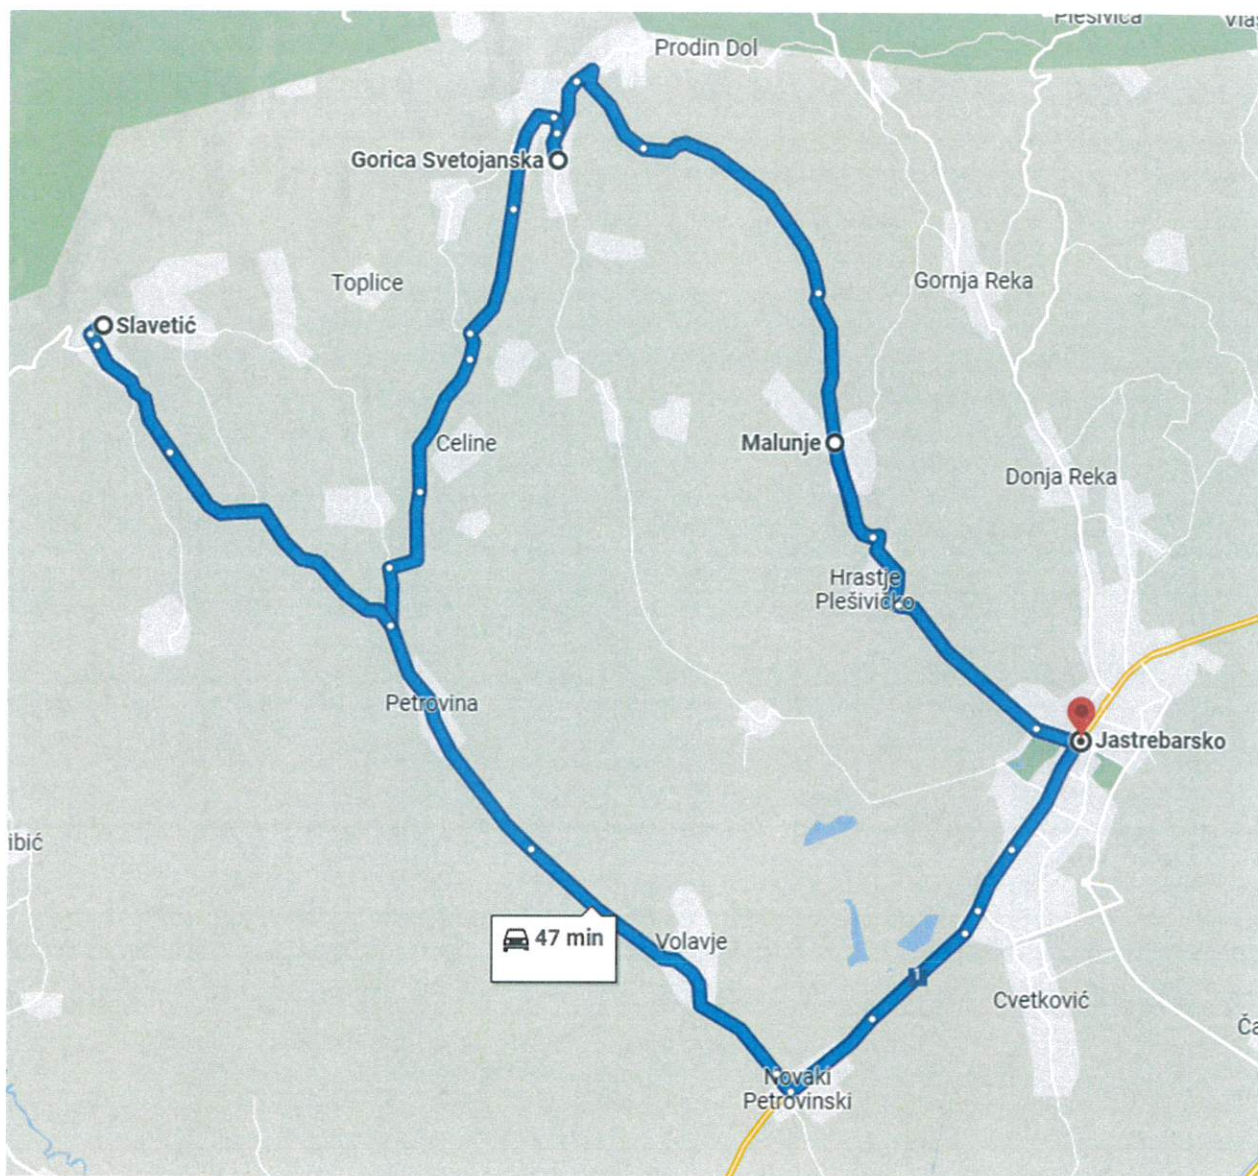 Plešivica
Prodin Dol
Gorica Svetojanska
Toplice
Gornja Reka
Slavetić
Celine
Malunje
Donja Reka
Hrastje
Plešivičko
Petrovina
Jastrebarsko
ibić
47 min
Volavje
1
Cvetković
Novaki
Petrovinski